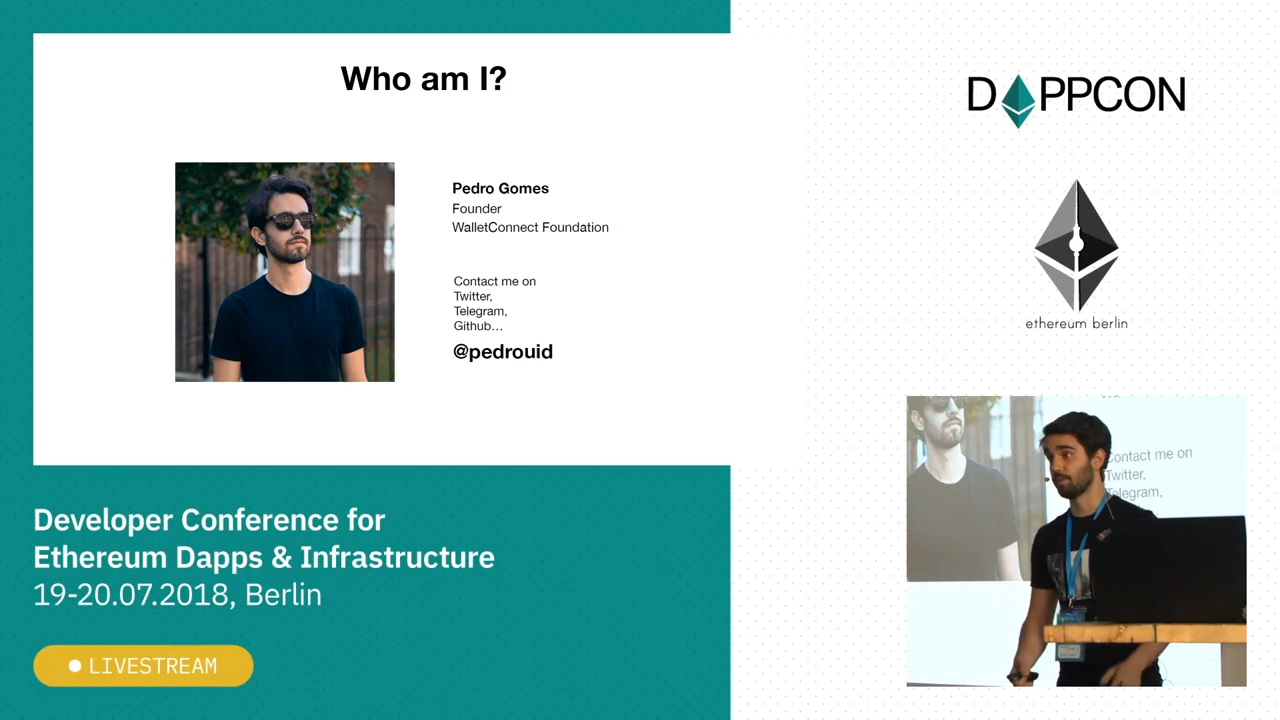 Who am I?
Pedro Gomes
Founder
WalletConnect Foundation
Contact me on
Twitter,
Telegram,
Github...
@pedrouid
Developer Conference for
Ethereum Dapps & Infrastructure
19-20.07.2018, Berlin
LIVESTREAM
DAPPCON
ethereum berlin
Contact me on
Twitter,
Telegram,